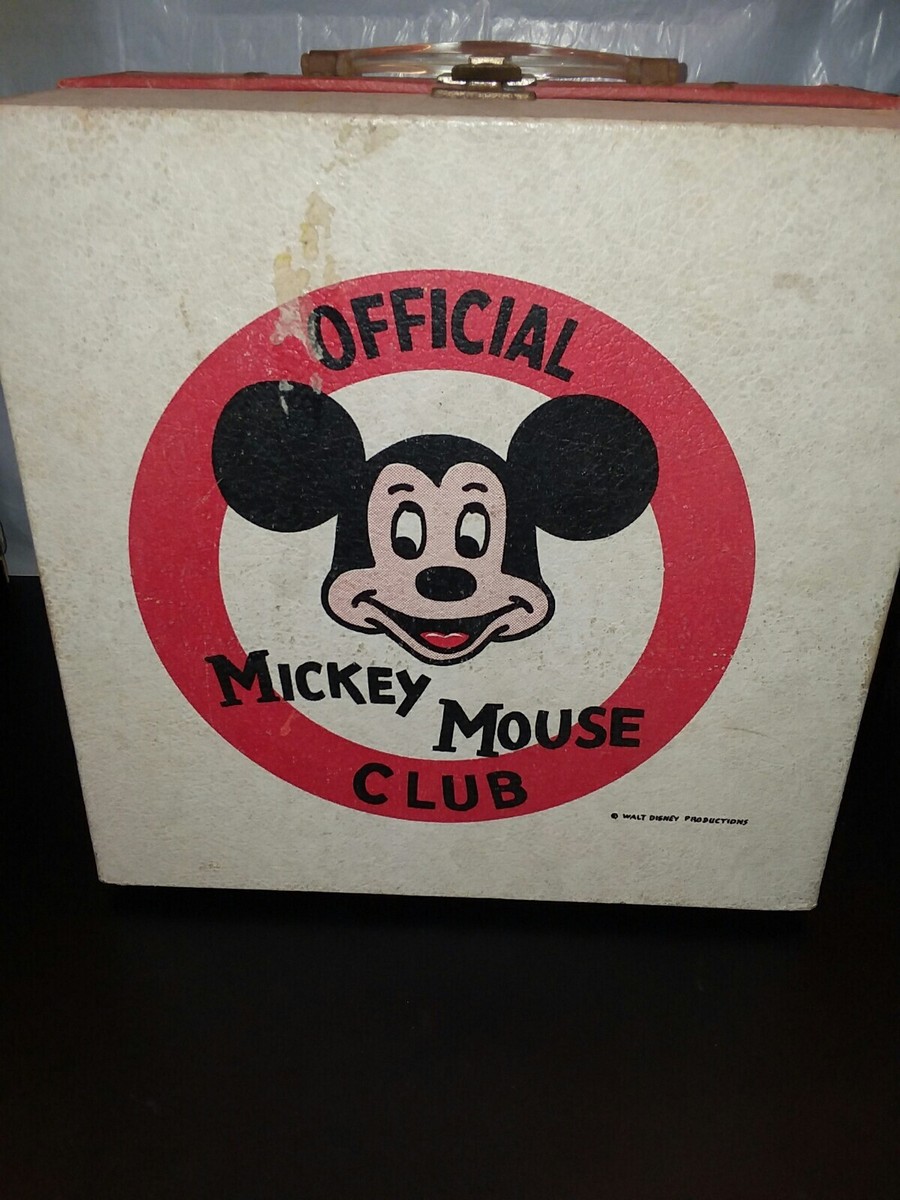 OFFICIAL
MICKEY
MOUSE
CLUB
© WALT DISNEY PRODUCTIONS